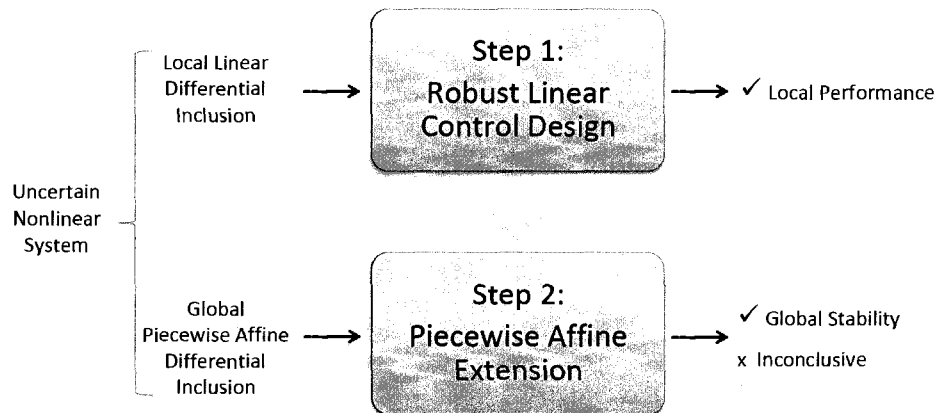 Uncertain
Nonlinear
System
Local Linear
Differential
Inclusion
Step 1:
Robust Linear
Control Design
✓ Local Performance
Global
Piecewise Affine
Differential
Inclusion
Step 2:
Piecewise Affine
Extension
✓ Global Stability
x Inconclusive